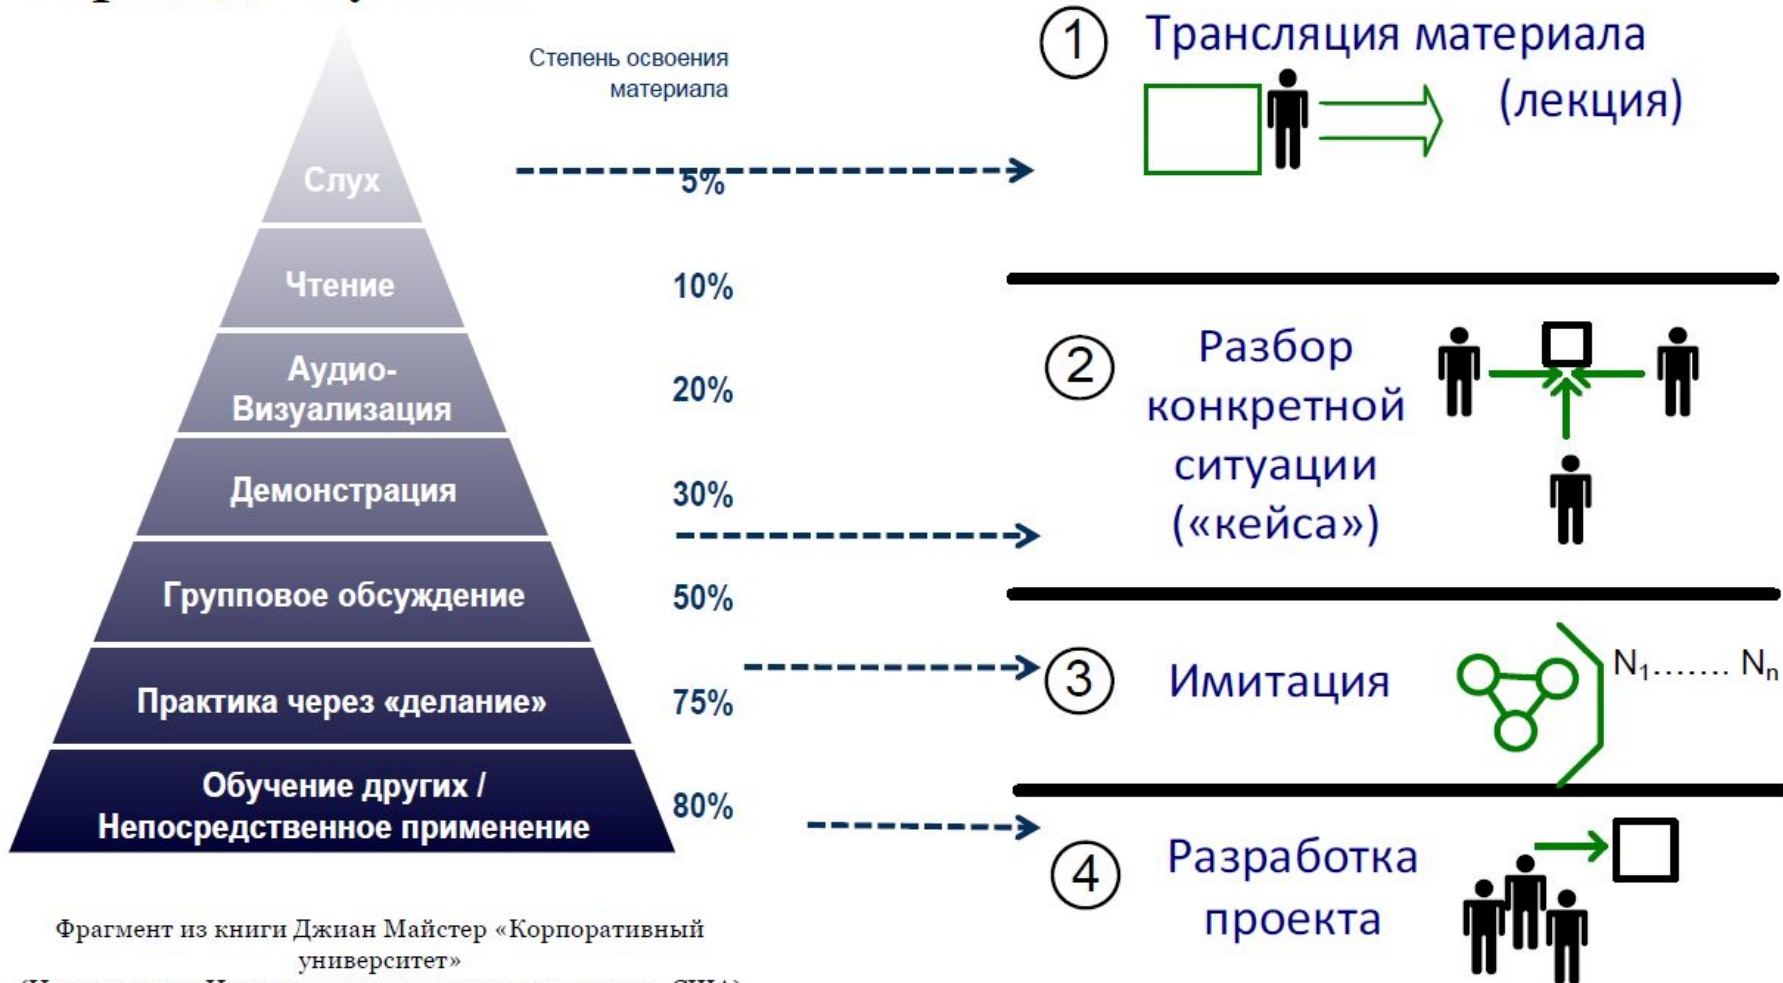 Степень освоения
материала
Слух
5%
Чтение
10%
Аудио-
Визуализация
20%
Демонстрация
30%
Групповое обсуждение
50%
Практика через «делание»
75%
Обучение других /
Непосредственное применение
80%
Фрагмент из книги Джиан Майстер «Корпоративный
университет»
1
Трансляция материала
(лекция)
2
Разбор
конкретной
ситуации
(«кейса»)
3
Имитация
N1....... Nn
4
Разработка
проекта